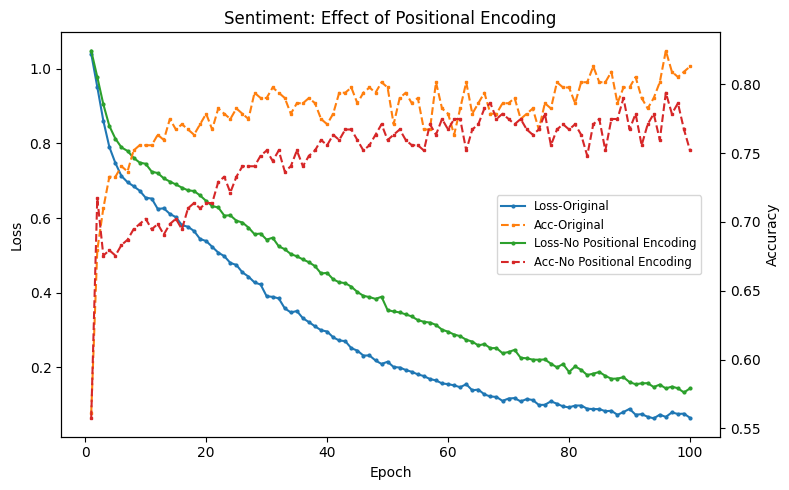 Sentiment: Effect of Positional Encoding
Loss
1.0
0.8
0.6
0.4
0.2
0.80
0.75
0.70
0.65
0.60
0.55
Accuracy
Loss-Original
Acc-Original
Loss-No Positional Encoding
Acc-No Positional Encoding
0 20 40 60 80 100
Epoch